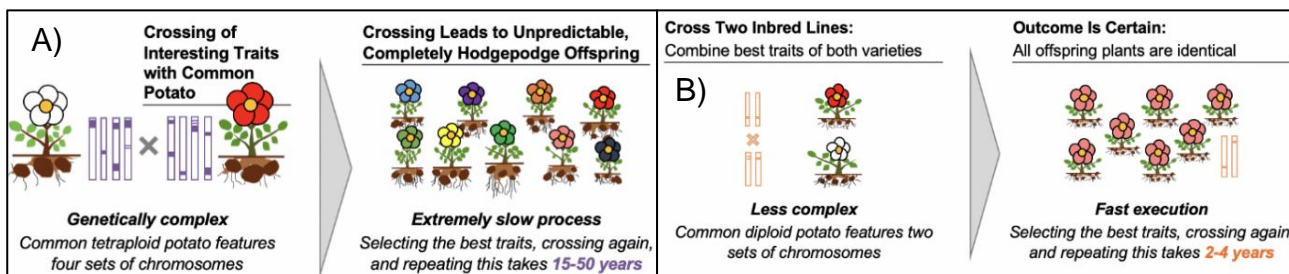 A)
Crossing of
Interesting Traits
with Common
Potato
Genetically complex
Common tetraploid potato features
four sets of chromosomes
Crossing Leads to Unpredictable,
Completely Hodgepodge Offspring
Extremely slow process
Selecting the best traits, crossing again,
and repeating this takes 15-50 years
B)
Cross Two Inbred Lines:
Combine best traits of both varieties
Less complex
Common diploid potato features two
sets of chromosomes
Outcome Is Certain:
All offspring plants are identical
Fast execution
Selecting the best traits, crossing again,
and repeating this takes 2-4 years